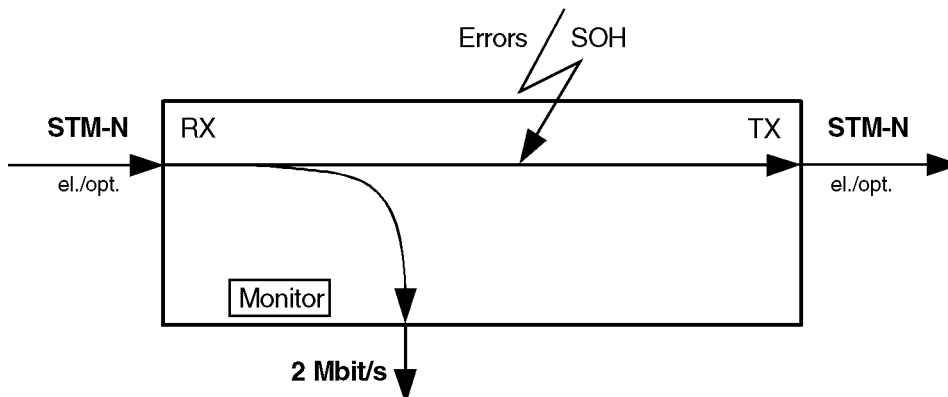 Errors SOH
STM-N RX TX STM-N
el./opt. el./opt.
Monitor
2 Mbit/s